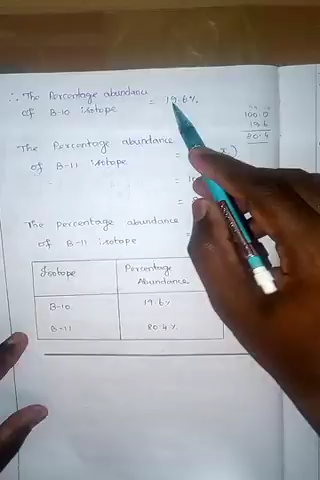 ∴ The Percentage abundance
of B-10 isotope = 19.6%
100.0
19.6
80.4
The Percentage abundance
of B-11 isotope =
=
=
The percentage abundance
of B-11 isotope =
Isotope Percentage Abundance
B-10 19.6%
B-11 80.4%